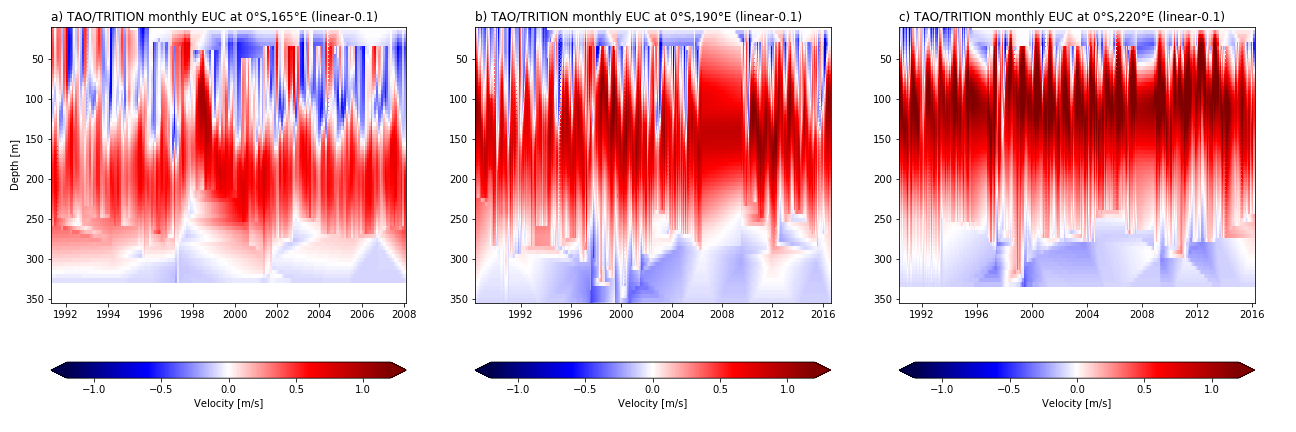 a) TAO/TRITION monthly EUC at 0°S,165°E (linear-0.1)
b) TAO/TRITION monthly EUC at 0°S,190°E (linear-0.1)
c) TAO/TRITION monthly EUC at 0°S,220°E (linear-0.1)
Depth [m]
50
100
150
200
250
300
350
1992 1994 1996 1998 2000 2002 2004 2006 2008
50
100
150
200
250
300
350
1992 1996 2000 2004 2008 2012 2016
50
100
150
200
250
300
350
1992 1996 2000 2004 2008 2012 2016
−1.0 −0.5 0.0 0.5 1.0
Velocity [m/s]
−1.0 −0.5 0.0 0.5 1.0
Velocity [m/s]
−1.0 −0.5 0.0 0.5 1.0
Velocity [m/s]